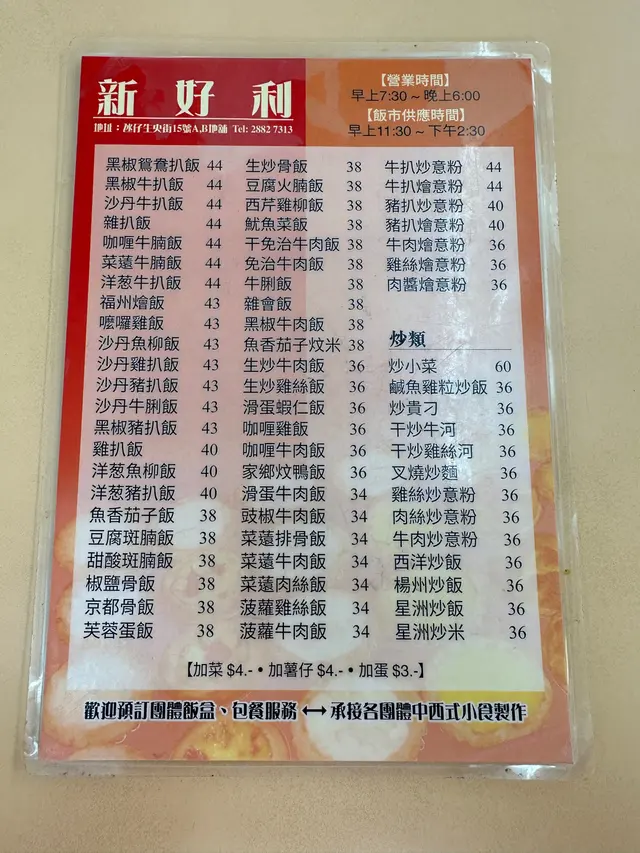 新好利
地址：氹仔生央街15號A,B地舖 Tel: 2882 7313
【營業時間】
早上7:30 ~ 晚上6:00
【飯市供應時間】
早上11:30 ~ 下午2:30
黑椒鴛鴦扒飯 44
黑椒牛扒飯 44
沙丹牛扒飯 44
雜扒飯 44
咖喱牛腩飯 44
菜薳牛腩飯 44
洋葱牛扒飯 44
福州燴飯 43
嚤囉雞飯 43
沙丹魚柳飯 43
沙丹雞扒飯 43
沙丹豬扒飯 43
沙丹牛脷飯 43
黑椒豬扒飯 43
雞扒飯 40
洋葱魚柳飯 40
洋葱豬扒飯 40
魚香茄子飯 38
豆腐斑腩飯 38
甜酸斑腩飯 38
椒鹽骨飯 38
京都骨飯 38
芙蓉蛋飯 38
生炒骨飯 38
豆腐火腩飯 38
西芹雞柳飯 38
魷魚菜飯 38
干免治牛肉飯 38
免治牛肉飯 38
牛脷飯 38
雜會飯 38
黑椒牛肉飯 38
魚香茄子炆米 38
生炒牛肉飯 36
生炒雞絲飯 36
滑蛋蝦仁飯 36
咖喱雞飯 36
咖喱牛肉飯 36
家鄉炆鴨飯 36
滑蛋牛肉飯 34
豉椒牛肉飯 34
菜薳排骨飯 34
菜薳牛肉飯 34
菜薳肉絲飯 34
菠蘿雞絲飯 34
菠蘿牛肉飯 34
牛扒炒意粉 44
牛扒燴意粉 44
豬扒炒意粉 40
豬扒燴意粉 40
牛肉燴意粉 36
雞絲燴意粉 36
肉醬燴意粉 36
炒類
炒小菜 60
鹹魚雞粒炒飯 36
炒貴刁 36
干炒牛河 36
干炒雞絲河 36
叉燒炒麵 36
雞絲炒意粉 36
肉絲炒意粉 36
牛肉炒意粉 36
西洋炒飯 36
楊州炒飯 36
星洲炒飯 36
星洲炒米 36
【加菜 $4.- • 加薯仔 $4.- • 加蛋 $3.-】
歡迎預訂團體飯盒、包餐服務 ↔ 承接各團體中西式小食製作